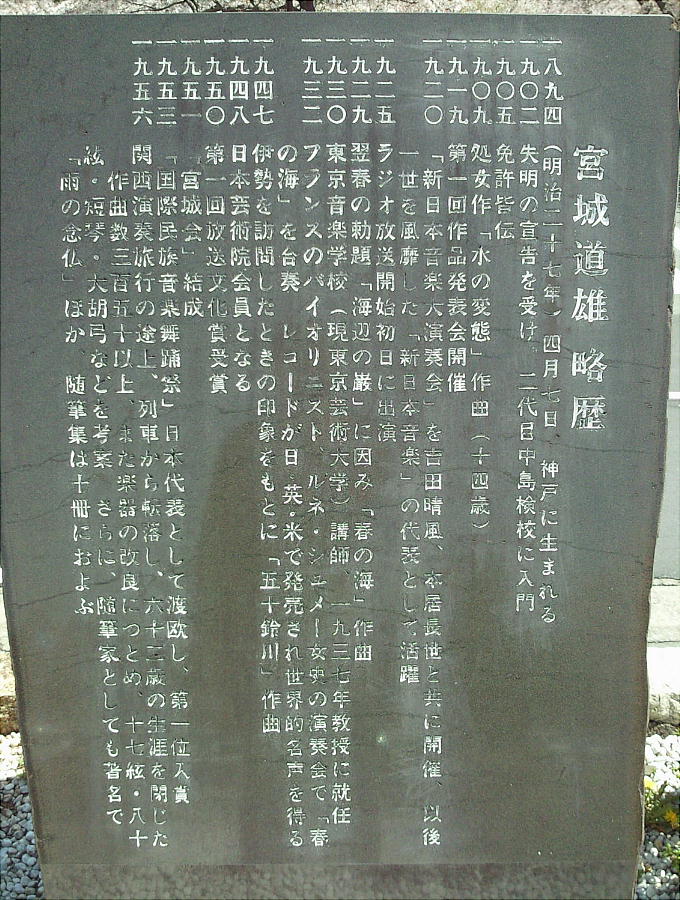 宮城道雄 略歴
一八九四（明治二十七年）四月七日 神戸に生まれる
一九〇二 失明の宣告を受け、二代目中島検校に入門
一九〇五 免許皆伝
一九〇九 処女作「水の変態」作曲（十四歳）
一九一九 第一回作品発表会開催
一九二〇 「新日本音楽大演奏会」を吉田晴風、本居長世と共に開催、以後
一世を風靡した「新日本音楽」の代表として活躍
一九二五 ラジオ放送開始初日に出演
一九二九 翌春の勅題「海辺の巌」に因み「春の海」作曲
一九三〇 東京音楽学校（現東京芸術大学）講師、一九三七年教授に就任
一九三二 フランスのバイオリニスト、ルネ・シュメー女史の演奏会で「春
の海」を合奏 レコードが日・英・米で発売され世界的名声を得る
一九四七 伊勢を訪問したときの印象をもとに「五十鈴川」作曲
一九四八 日本芸術院会員となる
一九五〇 第一回放送文化賞受賞
一九五一 「宮城会」結成
一九五三 「国際民族音楽舞踊祭」日本代表として渡欧し、第一位入賞
一九五六 関西演奏旅行の途上、列車から転落し、六十二歳の生涯を閉じた
作曲数三百五十以上、また楽器の改良につとめ、十七絃・八十
絃・短琴・大胡弓などを考案、さらに、随筆家としても著名で
「雨の念仏」ほか、随筆集は十冊におよぶ